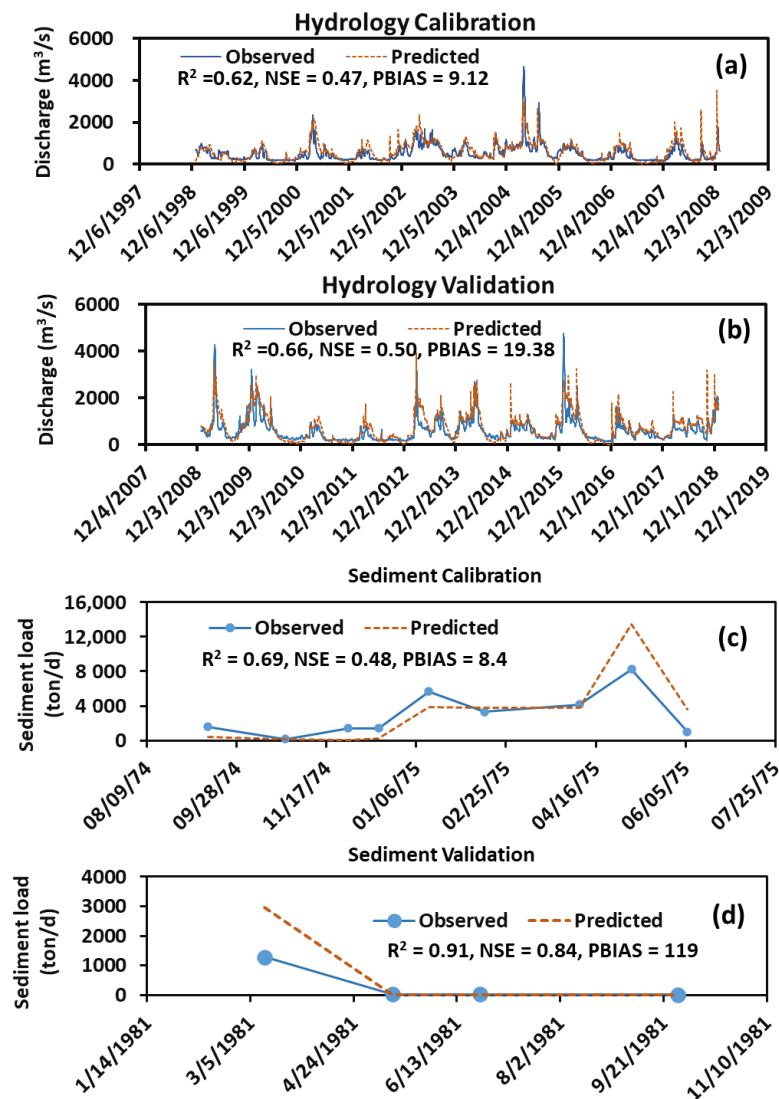 Hydrology Calibration
6000
4000
2000
0
Discharge (m³/s)
Observed Predicted
R² =0.62, NSE = 0.47, PBIAS = 9.12
(a)
12/6/1997
12/6/1998
12/6/1999
12/5/2000
12/5/2001
12/5/2002
12/5/2003
12/4/2004
12/4/2005
12/4/2006
12/4/2007
12/3/2008
12/3/2009
Hydrology Validation
6000
4000
2000
0
Discharge (m³/s)
Observed Predicted
R² =0.66, NSE = 0.50, PBIAS = 19.38
(b)
12/4/2007
12/3/2008
12/3/2009
12/3/2010
12/3/2011
12/2/2012
12/2/2013
12/2/2014
12/2/2015
12/1/2016
12/1/2017
12/1/2018
12/1/2019
Sediment Calibration
16,000
12,000
8 000
4 000
0
Sediment load
(ton/d)
Observed Predicted
R² = 0.69, NSE = 0.48, PBIAS = 8.4
(c)
08/09/74
09/28/74
11/17/74
01/06/75
02/25/75
04/16/75
06/05/75
07/25/75
Sediment Validation
4000
3000
2000
1000
0
Sediment load
(ton/d)
Observed Predicted
R² = 0.91, NSE = 0.84, PBIAS = 119
(d)
1/14/1981
3/5/1981
4/24/1981
6/13/1981
8/2/1981
9/21/1981
11/10/1981